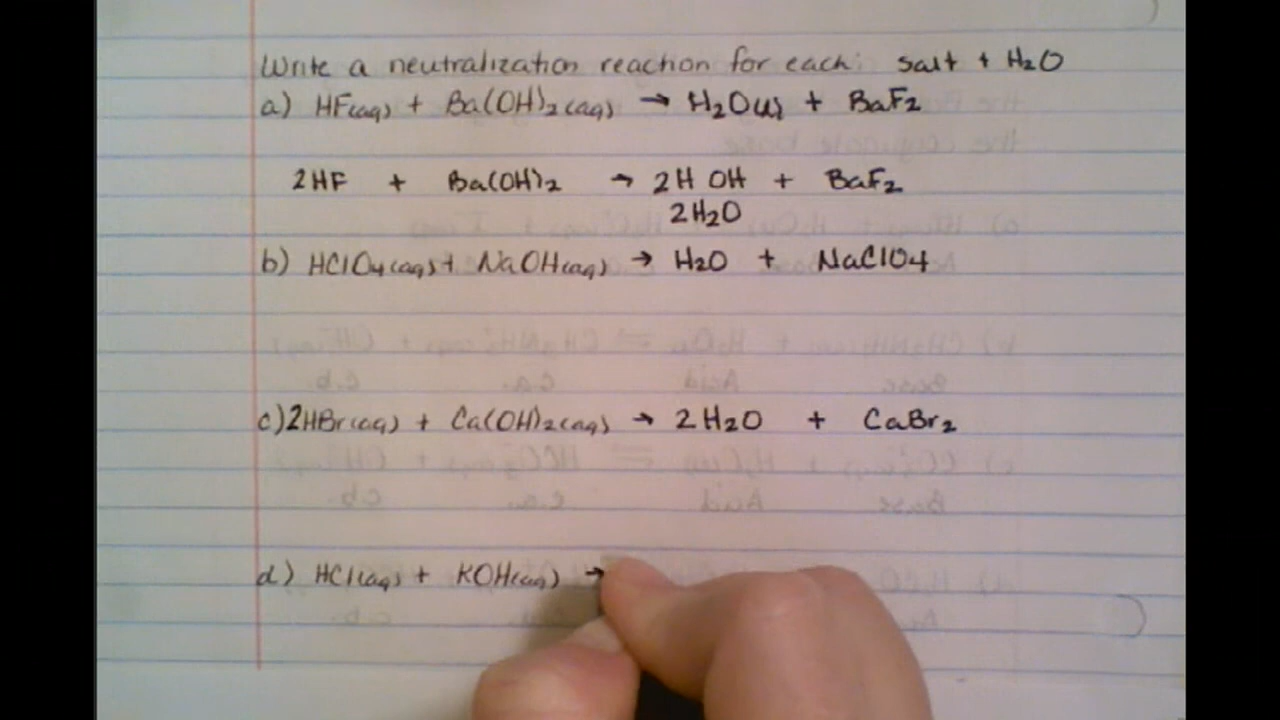 Write a neutralization reaction for each: salt + H₂O
a) HF(aq) + Ba(OH)₂(aq) → H₂O(l) + BaF₂
2HF + Ba(OH)₂ → 2H OH + BaF₂
2H₂O
b) HClO₄(aq) + NaOH(aq) → H₂O + NaClO₄
c) 2HBr(aq) + Ca(OH)₂(aq) → 2H₂O + CaBr₂
d) HCl(aq) + KOH(aq) →